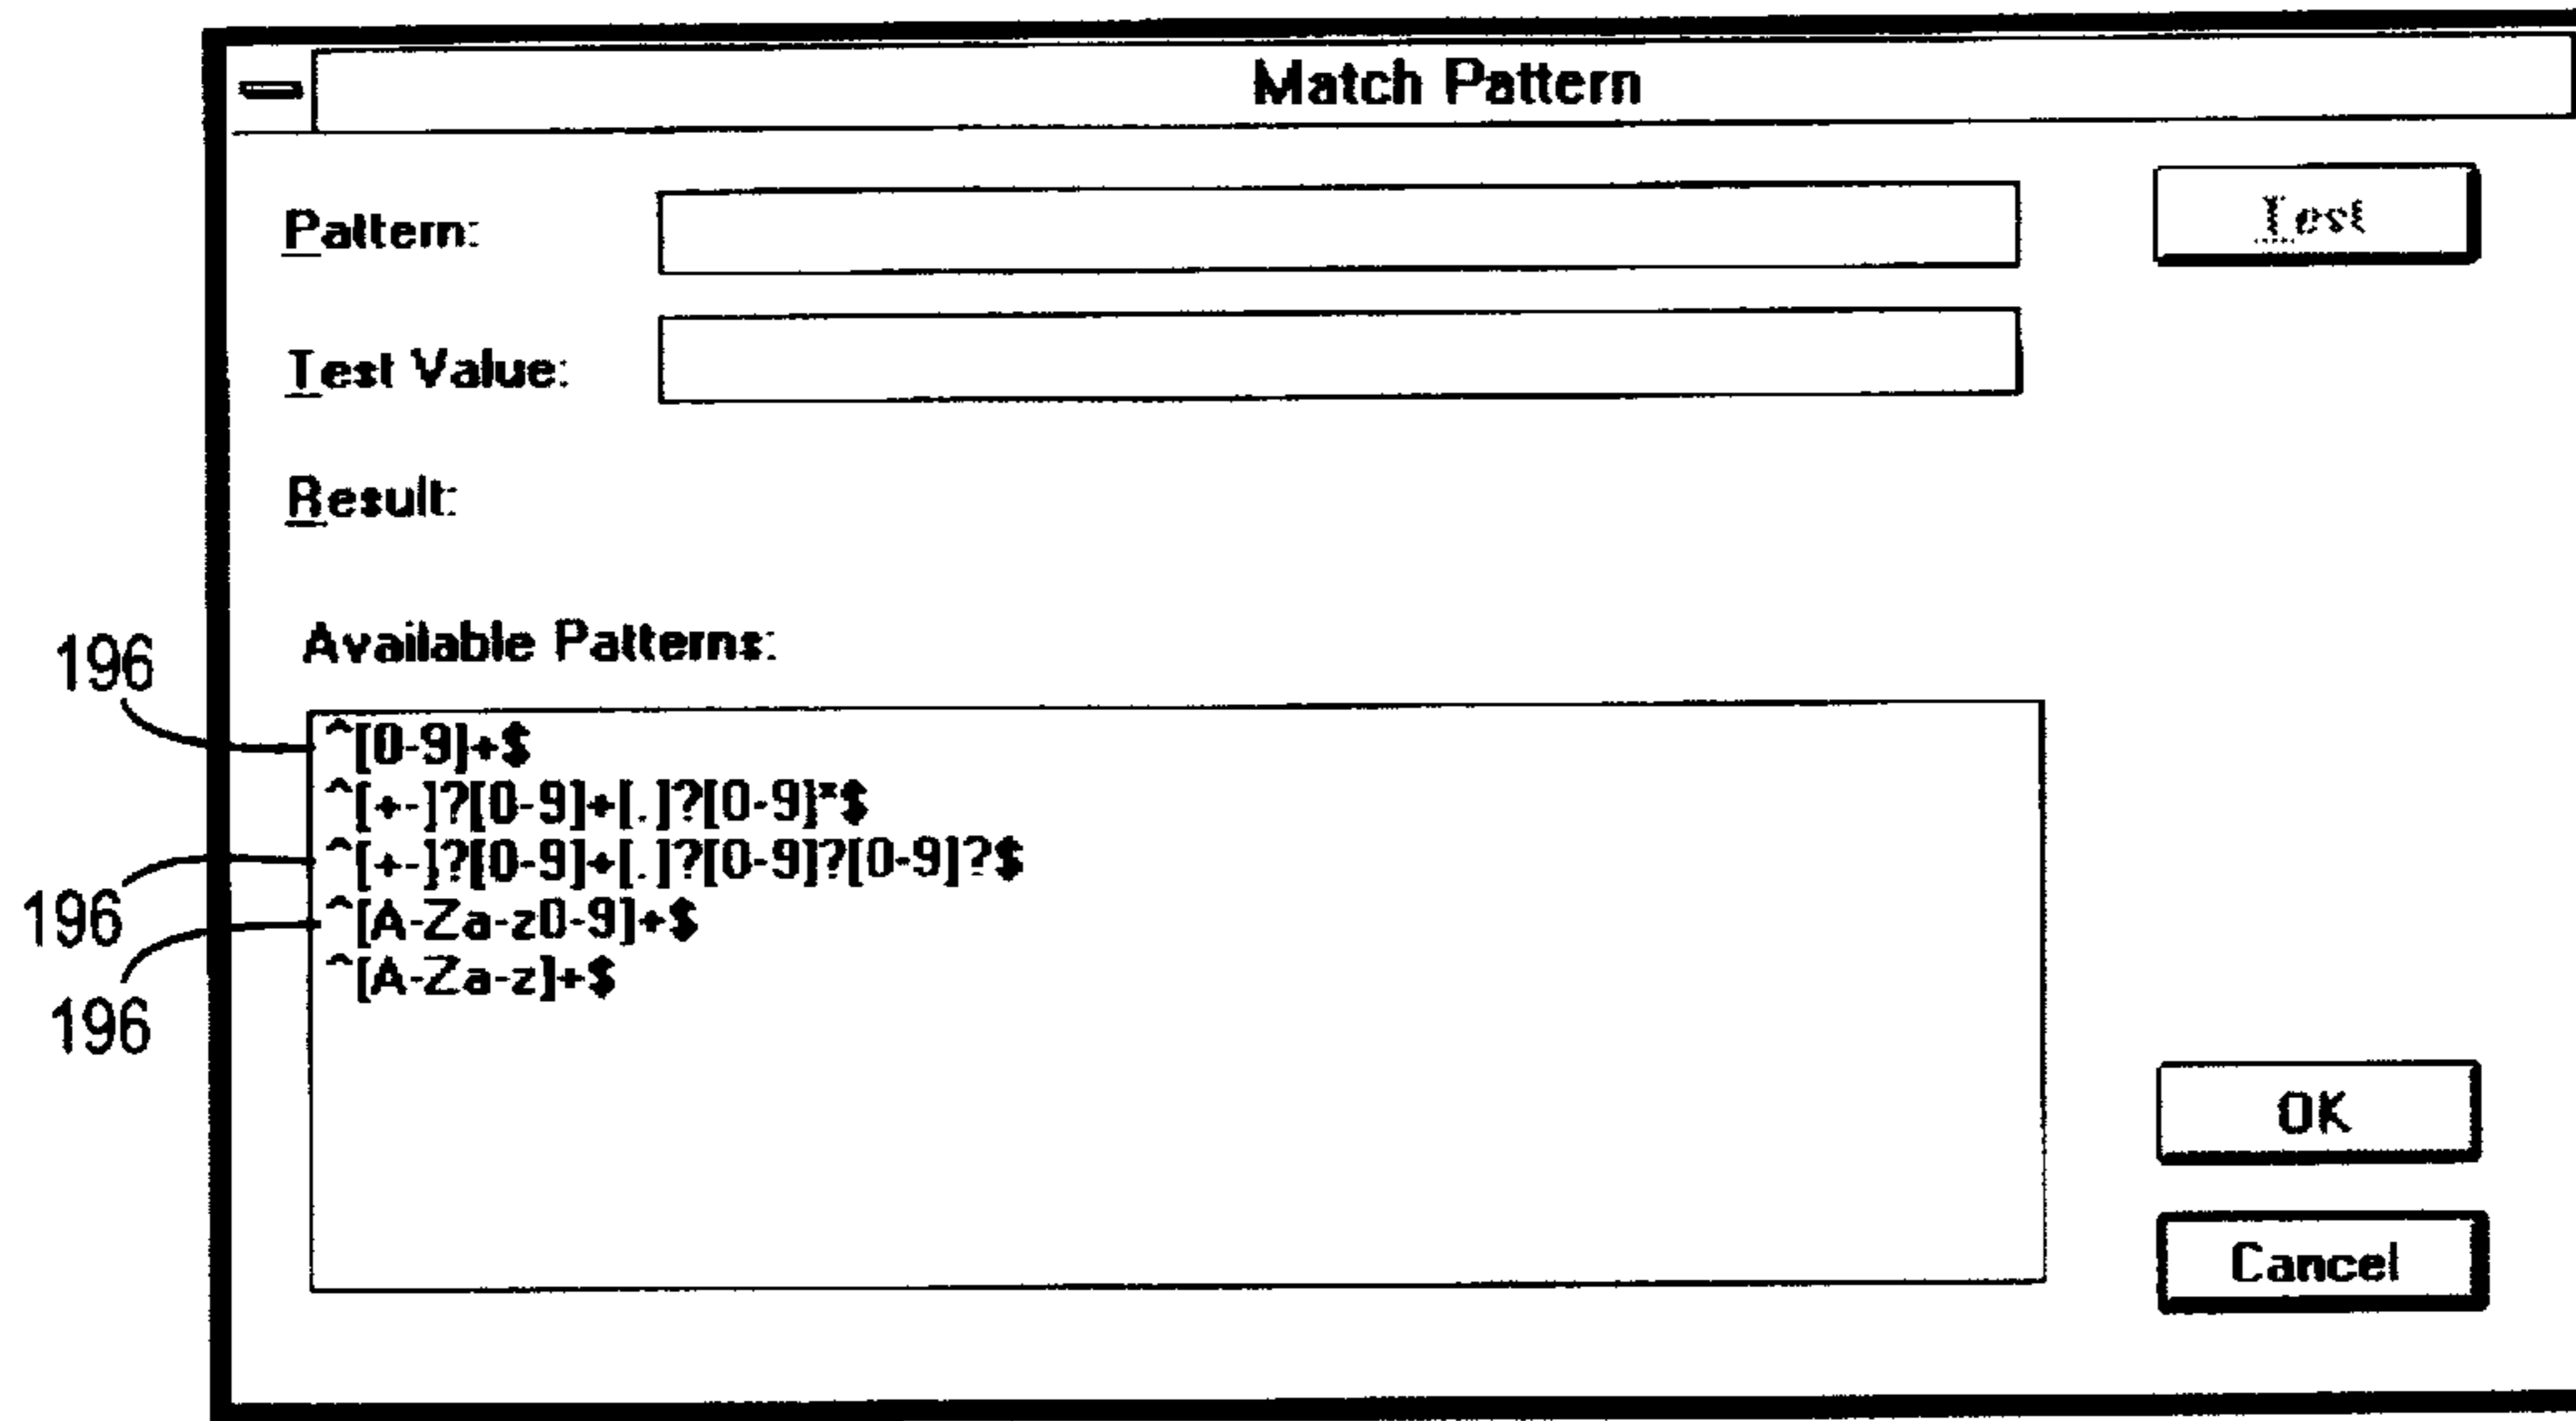 Match Pattern
Pattern:
Test
Test Value:
Result:
Available Patterns:
196
^[0-9]+$
^[+-]?[0-9]+[.]?[0-9]*$
^[+-]?[0-9]+[.]?[0-9]?[0-9]?$
196
^[A-Za-z0-9]+$
^[A-Za-z]+$
196
OK
Cancel